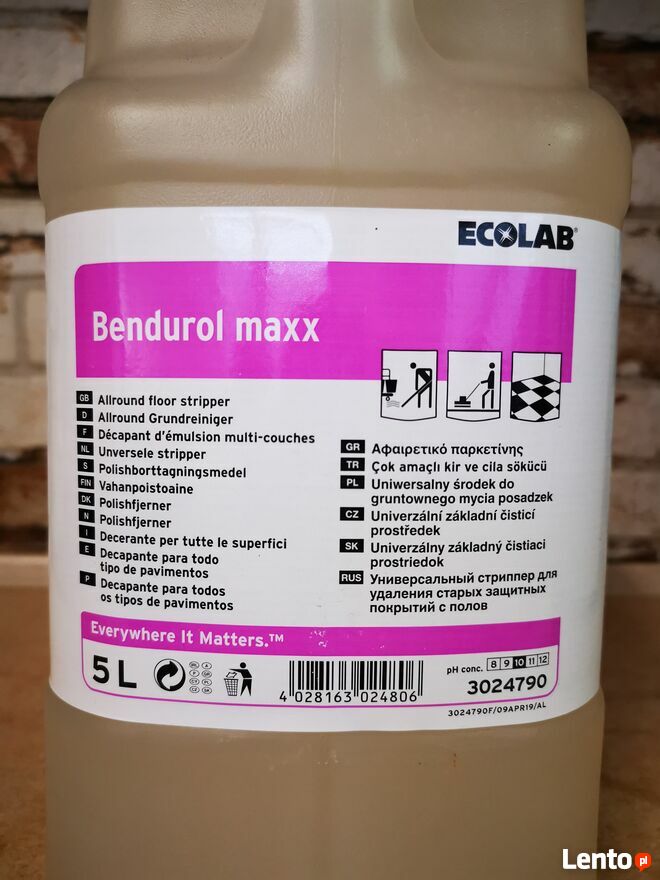 ECOLAB®
Bendurol maxx
GB Allround floor stripper
D Allround Grundreiniger
F Décapant d'émulsion multi-couches
NL Unversele stripper
S Polishborttagningsmedel
FIN Vahanpoistoaine
DK Polishfjerner
N Polishfjerner
I Decerante per tutte le superfici
E Decapante para todo
tipo de pavimentos
P Decapante para todos
os tipos de pavimentos
GR Αφαιρετικό παρκετίνης
TR Çok amaçlı kir ve cila sökücü
PL Uniwersalny środek do
gruntownego mycia posadzek
CZ Univerzální základní čisticí
prostředek
SK Univerzálny základný čistiaci
prostriedok
RUS Универсальный стриппер для
удаления старых защитных
покрытий с полов
Everywhere It Matters.™
5 L
4 028163 024806
pH conc. 8 9 10 11 12
3024790
3024790F/09APR19/AL
Lento.pl